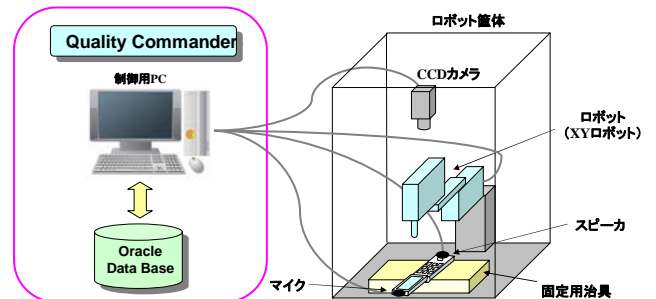 ロボット筐体
Quality Commander
制御用PC
CCDカメラ
ロボット
（XYロボット）
スピーカ
Oracle
Data Base
マイク
固定用治具